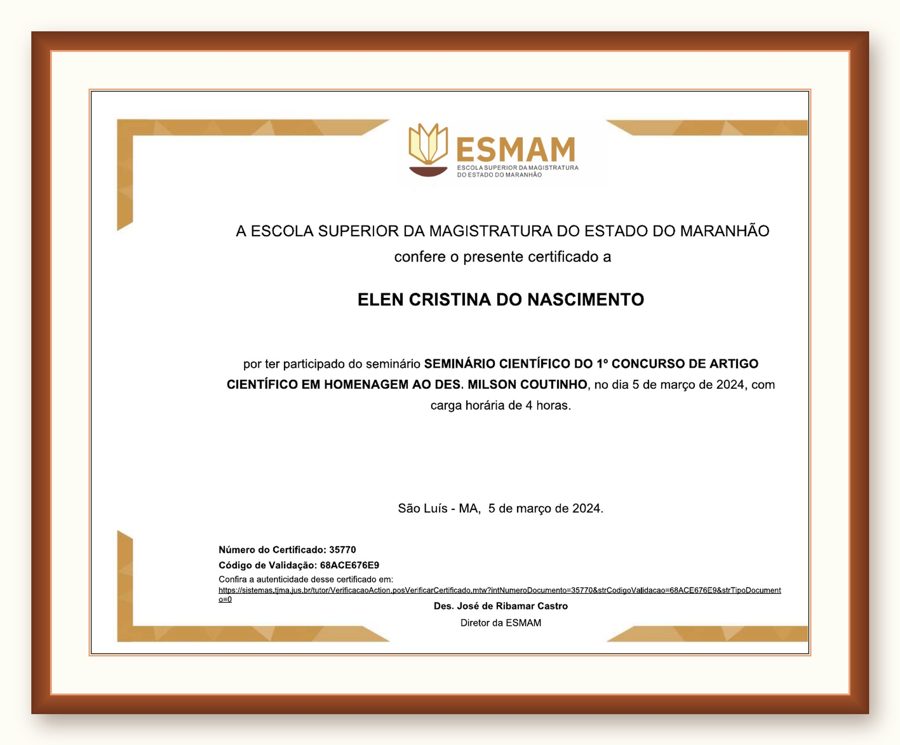 ESMAM
ESCOLA SUPERIOR DA MAGISTRATURA
DO ESTADO DO MARANHÃO
A ESCOLA SUPERIOR DA MAGISTRATURA DO ESTADO DO MARANHÃO
confere o presente certificado a
ELEN CRISTINA DO NASCIMENTO
por ter participado do seminário SEMINÁRIO CIENTÍFICO DO 1º CONCURSO DE ARTIGO
CIENTÍFICO EM HOMENAGEM AO DES. MILSON COUTINHO, no dia 5 de março de 2024, com
carga horária de 4 horas.
São Luís - MA, 5 de março de 2024.
Número do Certificado: 35770
Código de Validação: 68ACE676E9
Confira a autenticidade desse certificado em:
https://sistemas.tjma.jus.br/tutor/VerificacaoAction.posVerificarCertificado.mtw?intNumeroDocumento=35770&strCodigoValidacao=68ACE676E9&strTipoDocument
o=0
Des. José de Ribamar Castro
Diretor da ESMAM